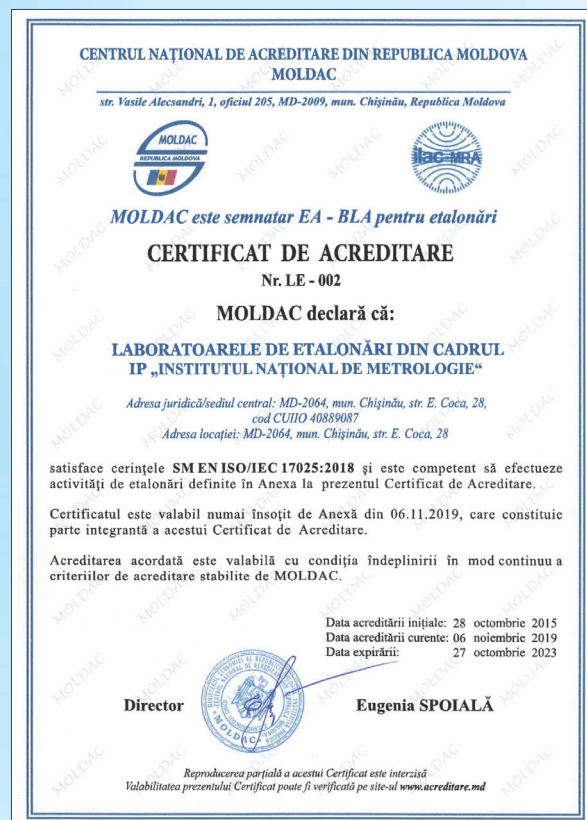 CENTRUL NAȚIONAL DE ACREDITARE DIN REPUBLICA MOLDOVA
MOLDAC
str. Vasile Alecsandri, 1, oficiul 205, MD-2009, mun. Chișinău, Republica Moldova
MOLDAC
REPUBLICA MOLDOVA
ilac-MRA
MOLDAC este semnatar EA - BLA pentru etalonări
CERTIFICAT DE ACREDITARE
Nr. LE - 002
MOLDAC declară că:
LABORATOARELE DE ETALONĂRI DIN CADRUL
IP „INSTITUTUL NAȚIONAL DE METROLOGIE“
Adresa juridică/sediul central: MD-2064, mun. Chișinău, str. E. Coca, 28,
cod CUIIO 40889087
Adresa locației: MD-2064, mun. Chișinău, str. E. Coca, 28
satisface cerințele SM EN ISO/IEC 17025:2018 și este competent să efectueze
activități de etalonări definite în Anexa la prezentul Certificat de Acreditare.
Certificatul este valabil numai însoțit de Anexă din 06.11.2019, care constituie
parte integrantă a acestui Certificat de Acreditare.
Acreditarea acordată este valabilă cu condiția îndeplinirii în mod continuu a
criteriilor de acreditare stabilite de MOLDAC.
Data acreditării inițiale: 28 octombrie 2015
Data acreditării curente: 06 noiembrie 2019
Data expirării: 27 octombrie 2023
Director Eugenia SPOIALĂ
MOLDAC
Reproducerea parțială a acestui Certificat este interzisă
Valabilitatea prezentului Certificat poate fi verificată pe site-ul www.acreditare.md